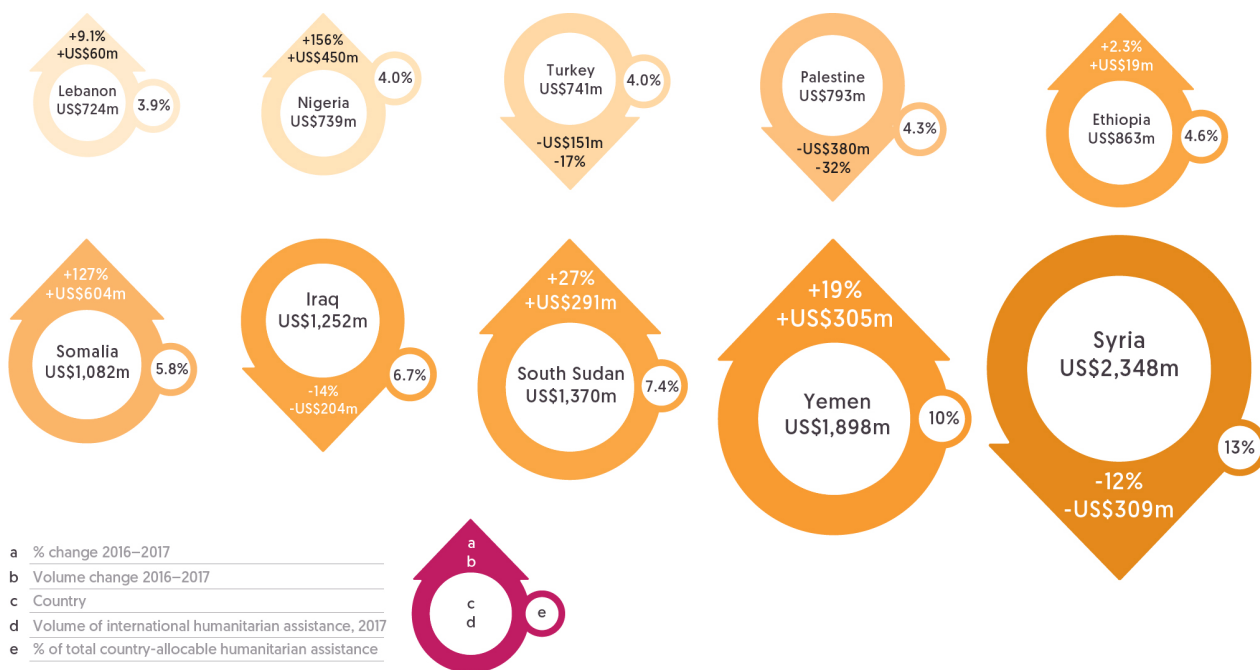 +9.1%
+US$60m
Lebanon
US$724m
3.9%
+156%
+US$450m
Nigeria
US$739m
4.0%
Turkey
US$741m
4.0%
-US$151m
-17%
Palestine
US$793m
4.3%
-US$380m
-32%
+2.3%
+US$19m
Ethiopia
US$863m
4.6%
+127%
+US$604m
Somalia
US$1,082m
5.8%
Iraq
US$1,252m
6.7%
-14%
-US$204m
+27%
+US$291m
South Sudan
US$1,370m
7.4%
+19%
+US$305m
Yemen
US$1,898m
10%
Syria
US$2,348m
13%
-12%
-US$309m
a % change 2016–2017
b Volume change 2016–2017
c Country
d Volume of international humanitarian assistance, 2017
e % of total country-allocable humanitarian assistance
a
b
c
d
e